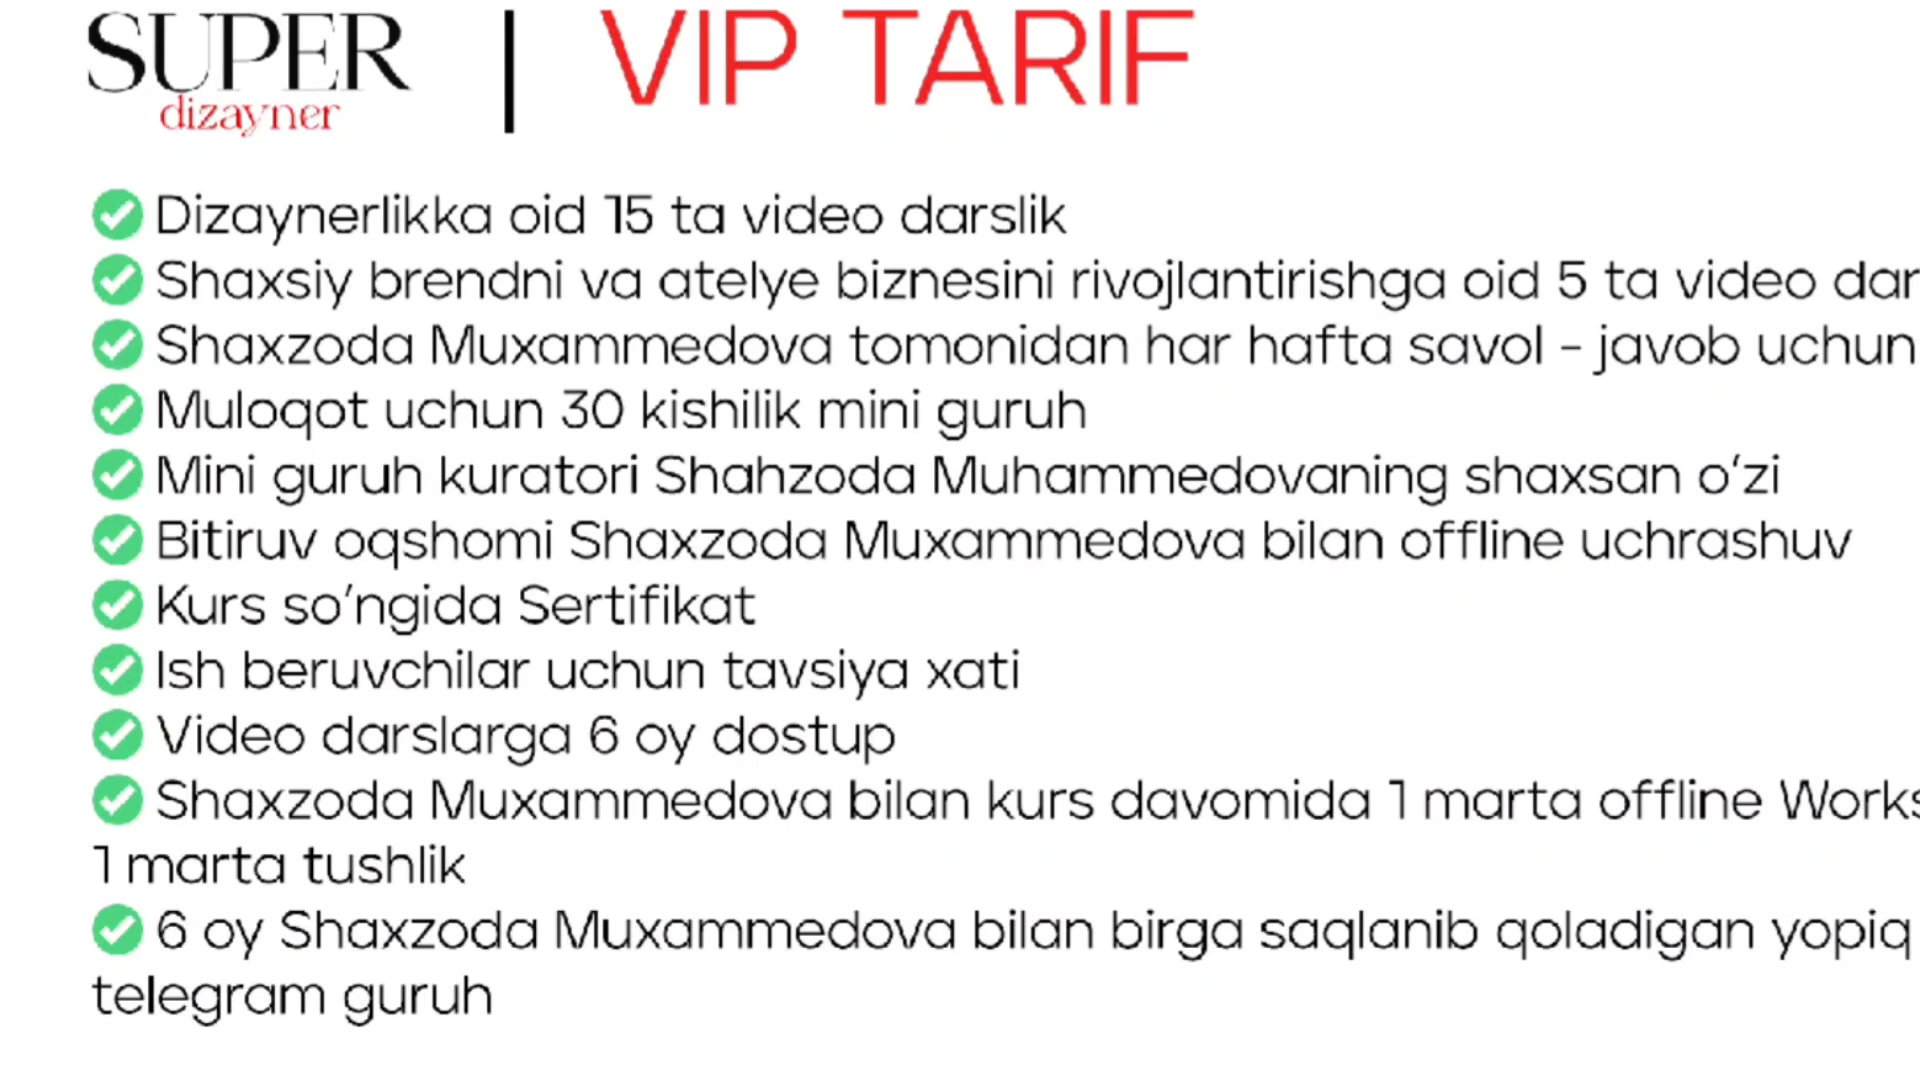 SUPER
dizayner
VIP TARIF
Dizaynerlikka oid 15 ta video darslik
Shaxsiy brendni va atelye biznesini rivojlantirishga oid 5 ta video
Shaxzoda Muxammedova tomonidan har hafta savol - javob uchun
Muloqot uchun 30 kishilik mini guruh
Mini guruh kuratori Shahzoda Muhammedovaning shaxsan o‘zi
Bitiruv oqshomi Shaxzoda Muxammedova bilan offline uchrashuv
Kurs so‘ngida Sertifikat
Ish beruvchilar uchun tavsiya xati
Video darslarga 6 oy dostup
Shaxzoda Muxammedova bilan kurs davomida 1 marta offline
1 marta tushlik
6 oy Shaxzoda Muxammedova bilan birga saqlanib qoladigan yopiq
telegram guruh